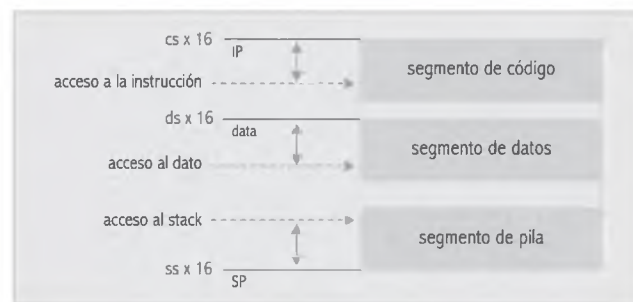 cs x 16
IP
segmento de código
acceso a la instrucción
ds x 16
data
segmento de datos
acceso al dato
acceso al stack
segmento de pila
ss x 16
SP